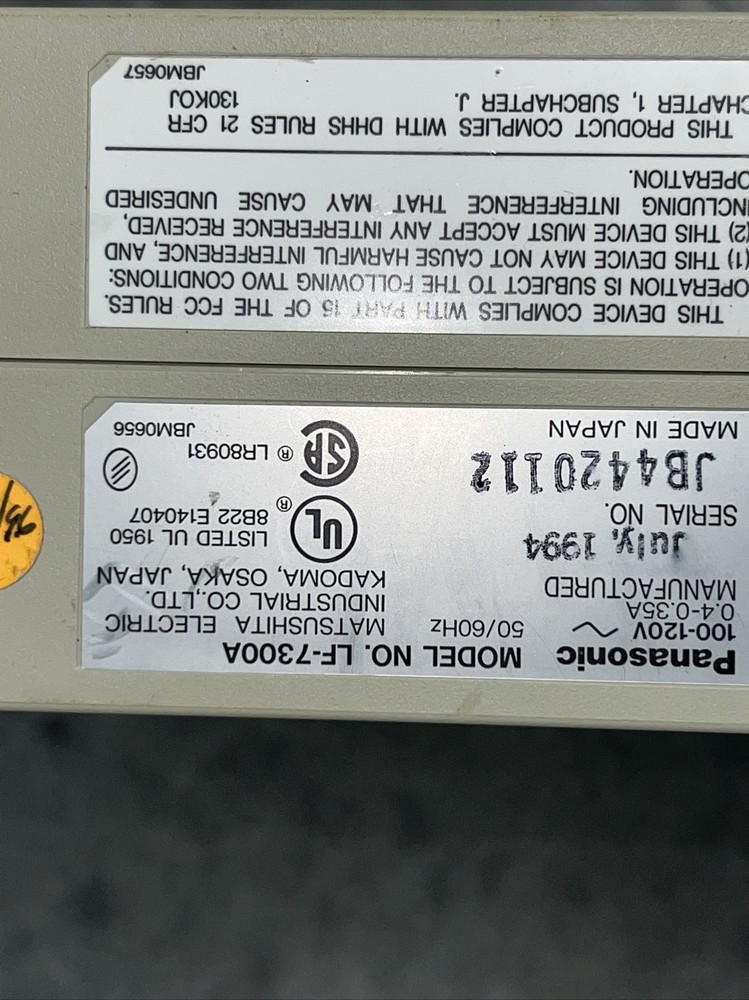 Panasonic MODEL NO. LF-7300A
100-120V ~ 50/60Hz
0.4-0.35A
MANUFACTURED
July, 1994
SERIAL NO.
JB4420112
MADE IN JAPAN
MATSUSHITA ELECTRIC
INDUSTRIAL CO.,LTD.
KADOMA, OSAKA, JAPAN
UL ®
LISTED UL 1950
8B22 E140407
SA ® LR80931
JBM0656
THIS DEVICE COMPLIES WITH PART 15 OF THE FCC RULES.
OPERATION IS SUBJECT TO THE FOLLOWING TWO CONDITIONS:
(1) THIS DEVICE MAY NOT CAUSE HARMFUL INTERFERENCE, AND
(2) THIS DEVICE MUST ACCEPT ANY INTERFERENCE RECEIVED,
INCLUDING INTERFERENCE THAT MAY CAUSE UNDESIRED
OPERATION.
THIS PRODUCT COMPLIES WITH DHHS RULES 21 CFR
CHAPTER 1, SUBCHAPTER J. 130KOJ
JBM0657